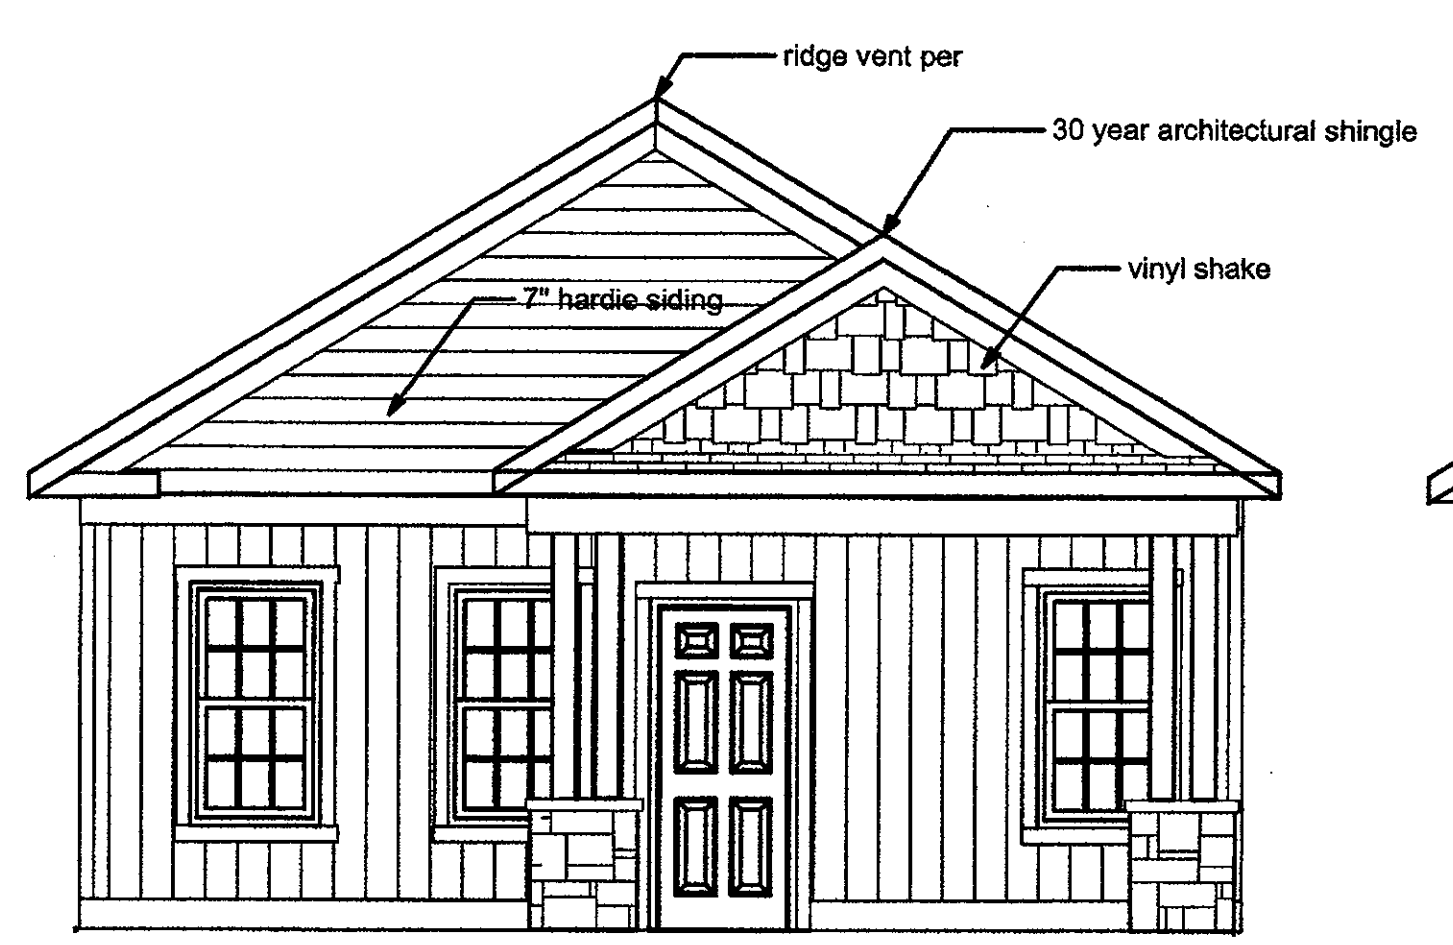 ridge vent per
30 year architectural shingle
vinyl shake
7" hardie siding